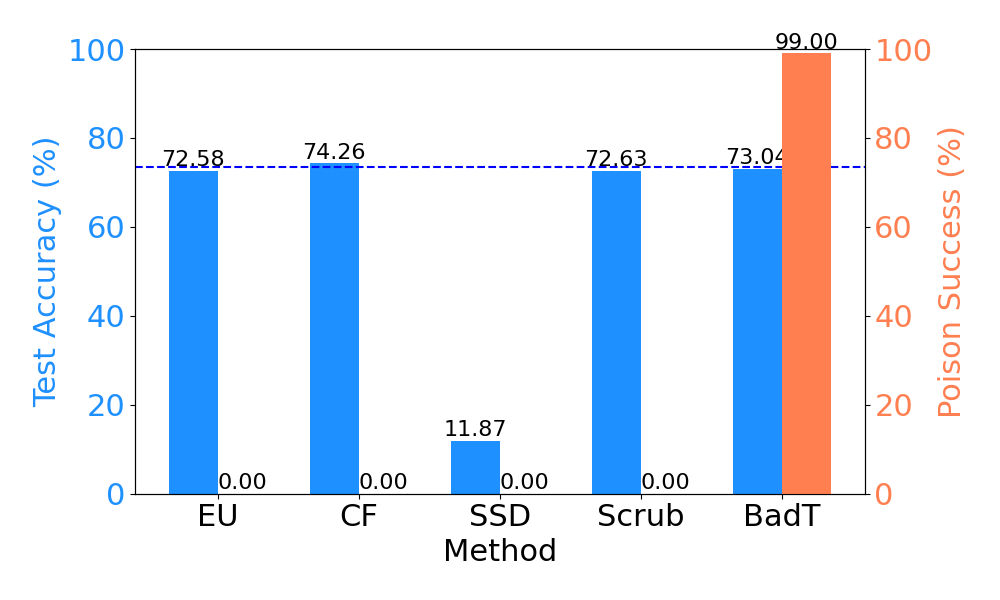 100 99.00 100
80 72.58 74.26 72.63 73.04 80
60 60
40 40
20 11.87 20
0 0.00 0.00 0.00 0.00 0
EU CF SSD Scrub BadT
Method
Test Accuracy (%)
Poison Success (%)